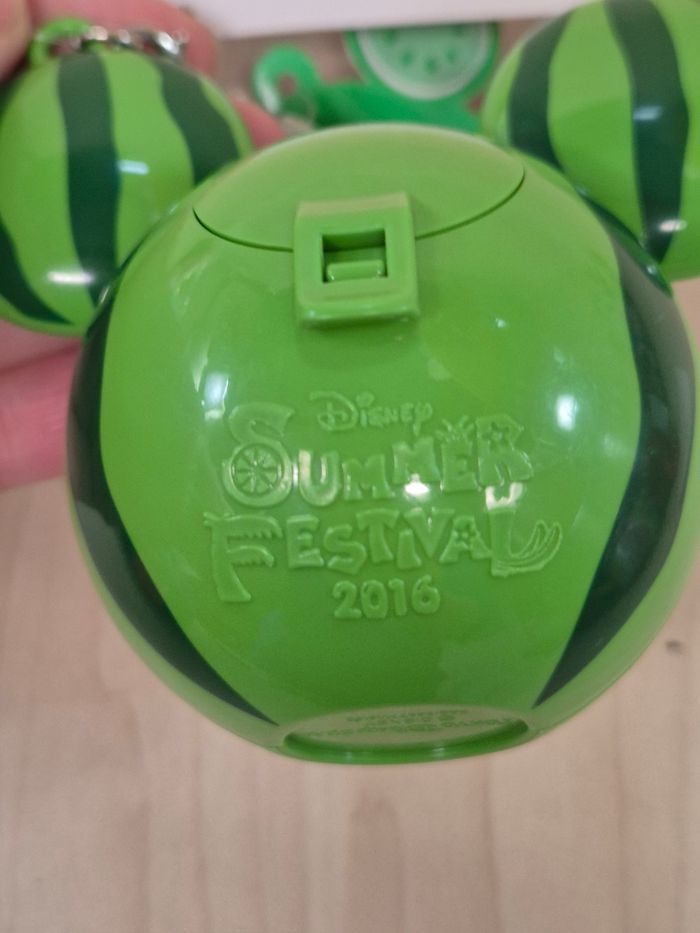 Disney
Summer
Festival
2016